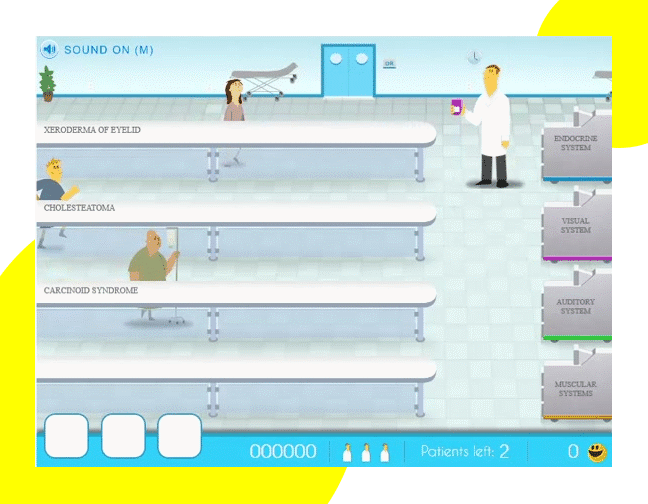 SOUND ON (M)
OR
XERODERMA OF EYELID
ENDOCRINE
SYSTEM
CHOLESTEATOMA
VISUAL
SYSTEM
CARCINOID SYNDROME
AUDITORY
SYSTEM
MUSCULAR
SYSTEMS
000000
Patients left: 2
0